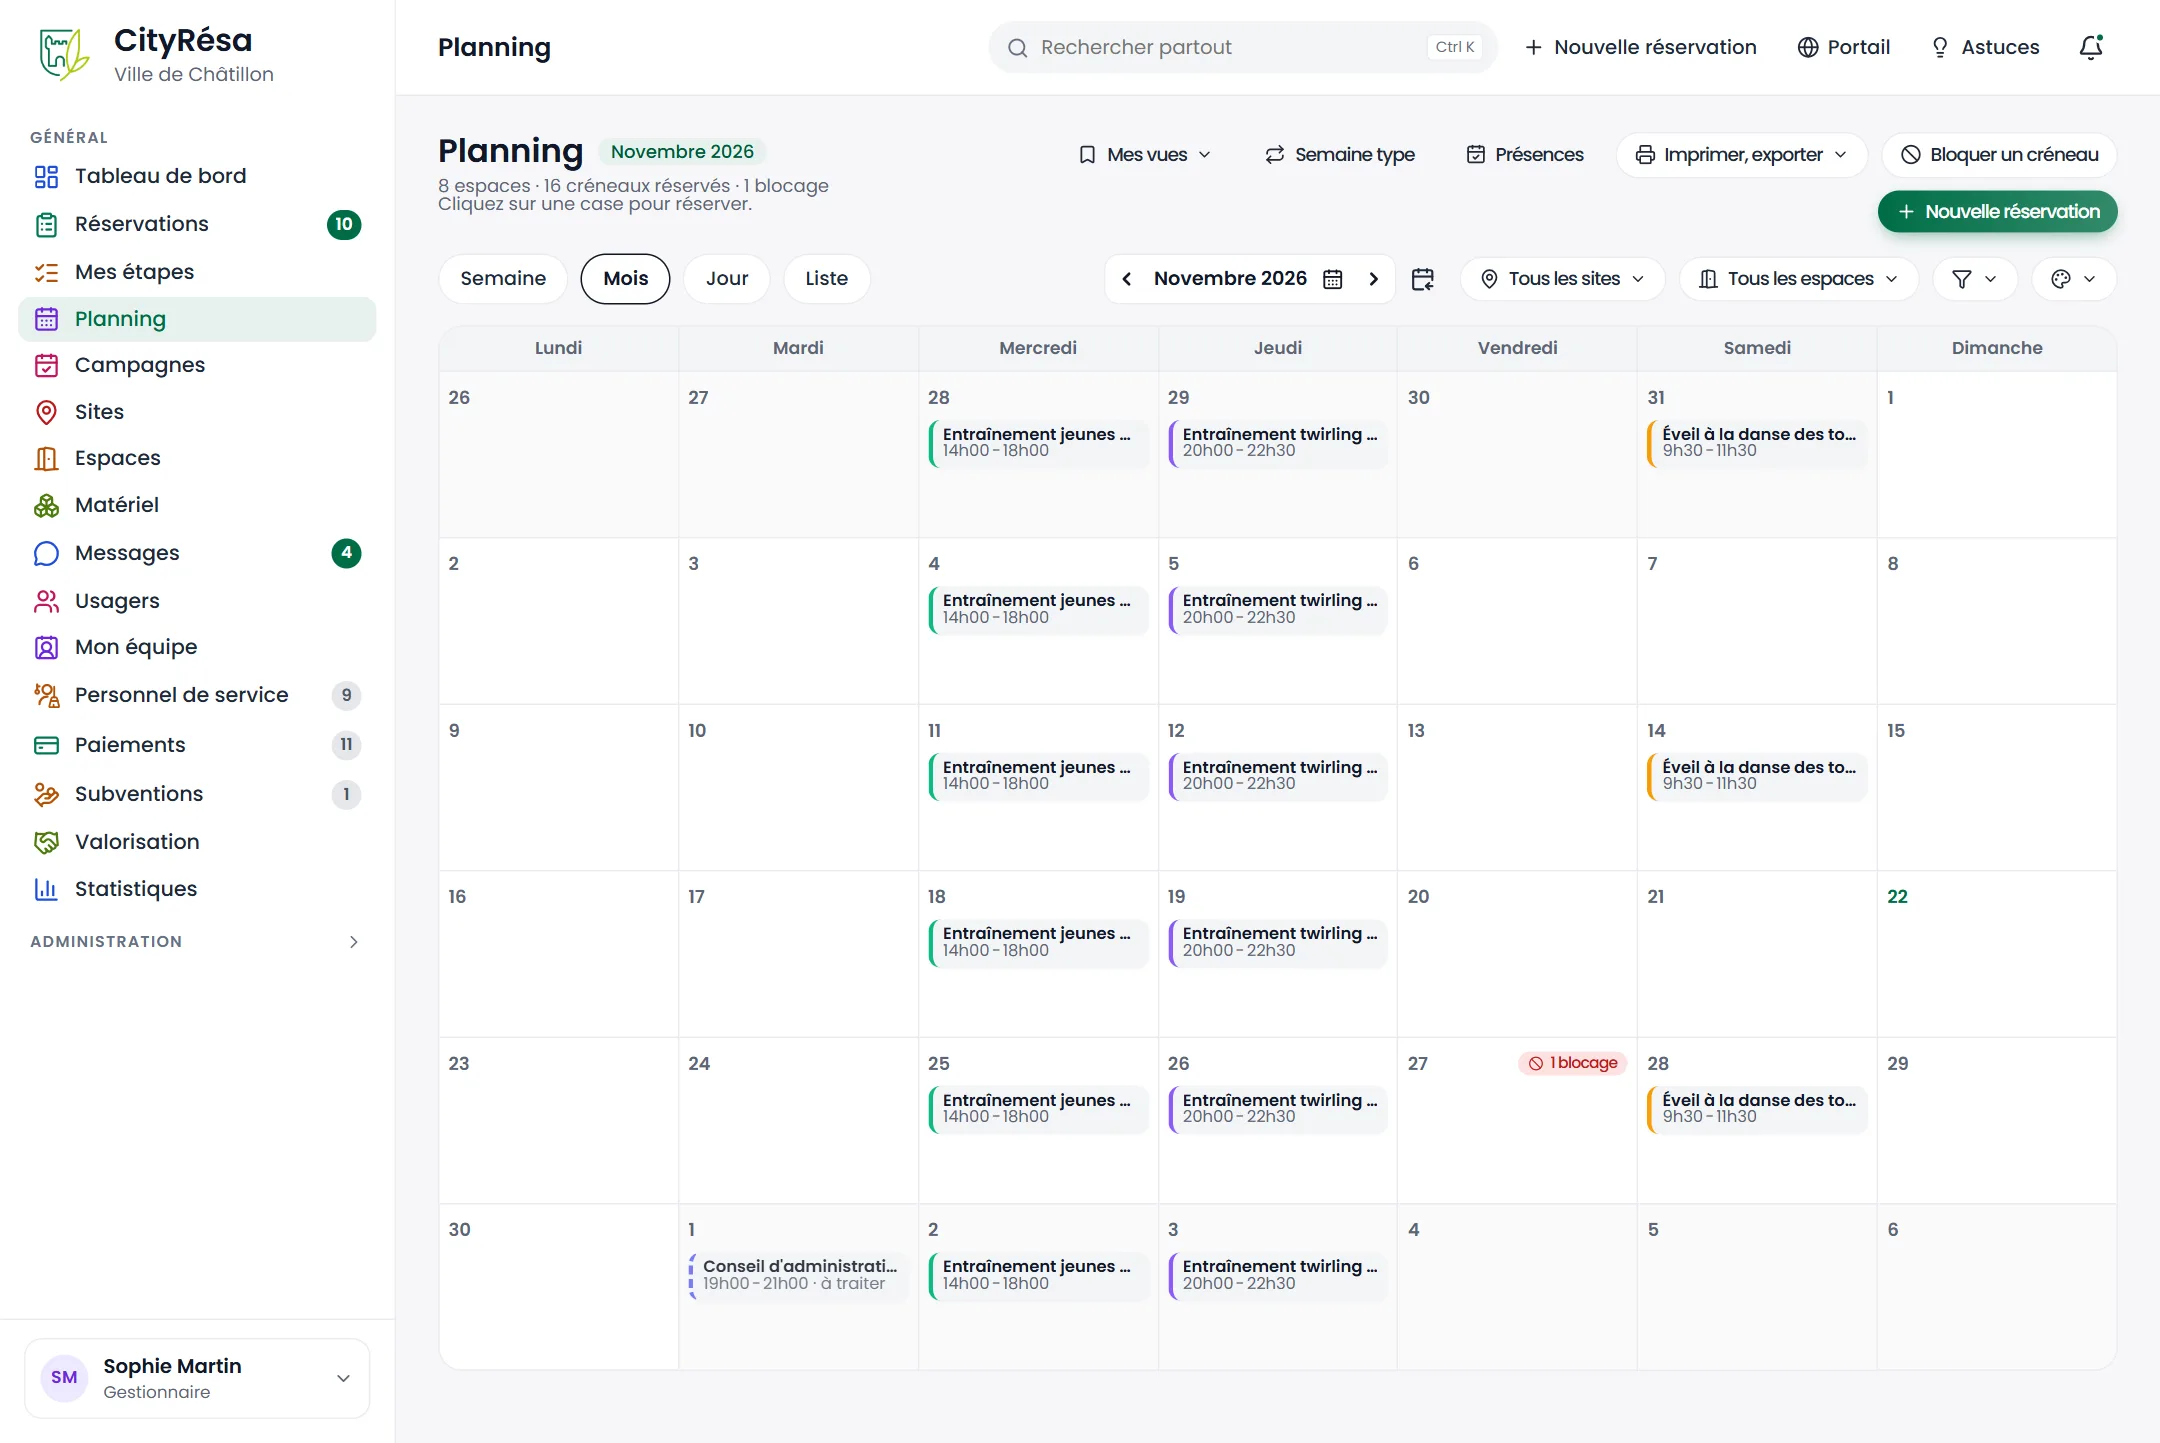 CityRésa
Ville de Châtillon
GÉNÉRAL
Tableau de bord
Réservations 10
Mes étapes
Planning
Campagnes
Sites
Espaces
Matériel
Messages 4
Usagers
Mon équipe
Personnel de service 9
Paiements 11
Subventions 1
Valorisation
Statistiques
ADMINISTRATION
SM
Sophie Martin
Gestionnaire
Planning
Rechercher partout Ctrl K
Nouvelle réservation
Portail
Astuces
Planning Novembre 2026
8 espaces · 16 créneaux réservés · 1 blocage
Cliquez sur une case pour réserver.
Mes vues
Semaine type
Présences
Imprimer, exporter
Bloquer un créneau
Nouvelle réservation
Semaine Mois Jour Liste
Novembre 2026
Tous les sites
Tous les espaces
Lundi Mardi Mercredi Jeudi Vendredi Samedi Dimanche
26 27 28 29 30 31 1
Entraînement jeunes ... Entraînement twirling ... Éveil à la danse des to...
14h00 – 18h00 20h00 – 22h30 9h30 – 11h30
2 3 4 5 6 7 8
Entraînement jeunes ... Entraînement twirling ...
14h00 – 18h00 20h00 – 22h30
9 10 11 12 13 14 15
Entraînement jeunes ... Entraînement twirling ... Éveil à la danse des to...
14h00 – 18h00 20h00 – 22h30 9h30 – 11h30
16 17 18 19 20 21 22
Entraînement jeunes ... Entraînement twirling ...
14h00 – 18h00 20h00 – 22h30
23 24 25 26 27 1 blocage 28 29
Entraînement jeunes ... Entraînement twirling ... Éveil à la danse des to...
14h00 – 18h00 20h00 – 22h30 9h30 – 11h30
30 1 2 3 4 5 6
Conseil d'administrati... Entraînement jeunes ... Entraînement twirling ...
19h00 – 21h00 · à traiter 14h00 – 18h00 20h00 – 22h30